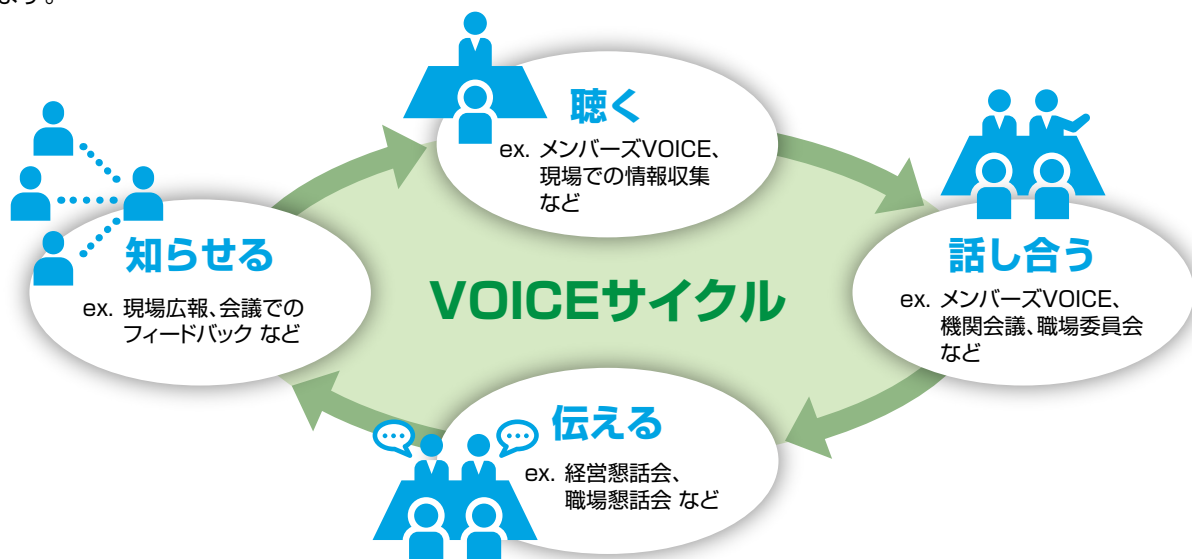 ます。
聴く
ex. メンバーズVOICE、
現場での情報収集
など
話し合う
ex. メンバーズVOICE、
機関会議、職場委員会
など
知らせる
ex. 現場広報、会議での
フィードバック など
VOICEサイクル
伝える
ex. 経営懇話会、
職場懇話会 など